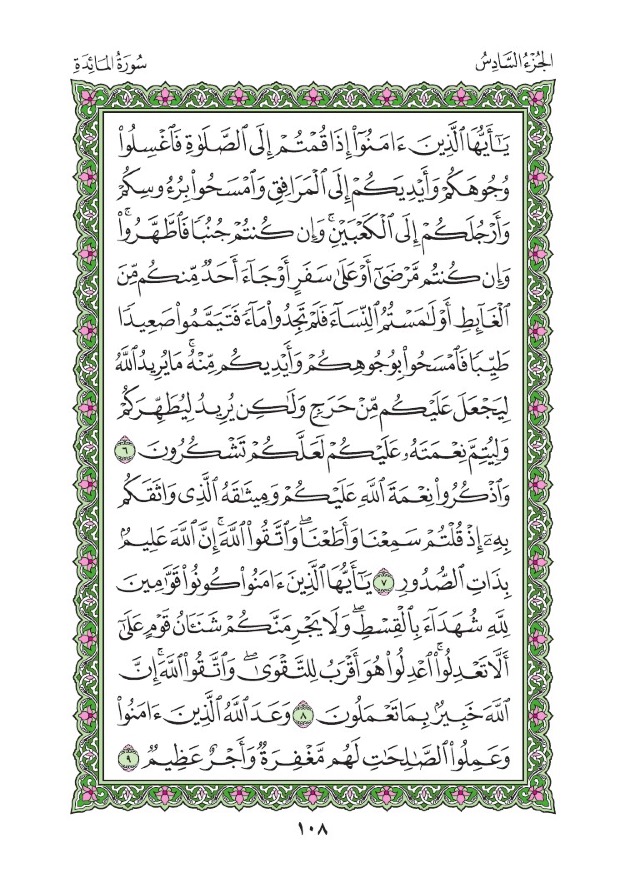 الجُزْءُ السَّادِسُ
سُورَةُ المَائِدَةِ
يَٰٓأَيُّهَا ٱلَّذِينَ ءَامَنُوٓاْ إِذَا قُمۡتُمۡ إِلَى ٱلصَّلَوٰةِ فَٱغۡسِلُواْ
وُجُوهَكُمۡ وَأَيۡدِيَكُمۡ إِلَى ٱلۡمَرَافِقِ وَٱمۡسَحُواْ بِرُءُوسِكُمۡ
وَأَرۡجُلَكُمۡ إِلَى ٱلۡكَعۡبَيۡنِۚ وَإِن كُنتُمۡ جُنُبٗا فَٱطَّهَّرُواْۚ
وَإِن كُنتُم مَّرۡضَىٰٓ أَوۡ عَلَىٰ سَفَرٍ أَوۡ جَآءَ أَحَدٞ مِّنكُم مِّنَ
ٱلۡغَآئِطِ أَوۡ لَٰمَسۡتُمُ ٱلنِّسَآءَ فَلَمۡ تَجِدُواْ مَآءٗ فَتَيَمَّمُواْ صَعِيدٗا
طَيِّبٗا فَٱمۡسَحُواْ بِوُجُوهِكُمۡ وَأَيۡدِيكُم مِّنۡهُۚ مَا يُرِيدُ ٱللَّهُ
لِيَجۡعَلَ عَلَيۡكُم مِّنۡ حَرَجٖ وَلَٰكِن يُرِيدُ لِيُطَهِّرَكُمۡ
وَلِيُتِمَّ نِعۡمَتَهُۥ عَلَيۡكُمۡ لَعَلَّكُمۡ تَشۡكُرُونَ ٦
وَٱذۡكُرُواْ نِعۡمَةَ ٱللَّهِ عَلَيۡكُمۡ وَمِيثَٰقَهُ ٱلَّذِي وَاثَقَكُم
بِهِۦٓ إِذۡ قُلۡتُمۡ سَمِعۡنَا وَأَطَعۡنَاۖ وَٱتَّقُواْ ٱللَّهَۚ إِنَّ ٱللَّهَ عَلِيمُۢ
بِذَاتِ ٱلصُّدُورِ ٧ يَٰٓأَيُّهَا ٱلَّذِينَ ءَامَنُواْ كُونُواْ قَوَّٰمِينَ
لِلَّهِ شُهَدَآءَ بِٱلۡقِسۡطِۖ وَلَا يَجۡرِمَنَّكُمۡ شَنَـَٔانُ قَوۡمٍ عَلَىٰٓ
أَلَّا تَعۡدِلُواْۚ ٱعۡدِلُواْ هُوَ أَقۡرَبُ لِلتَّقۡوَىٰۖ وَٱتَّقُواْ ٱللَّهَۚ إِنَّ
ٱللَّهَ خَبِيرُۢ بِمَا تَعۡمَلُونَ ٨ وَعَدَ ٱللَّهُ ٱلَّذِينَ ءَامَنُواْ
وَعَمِلُواْ ٱلصَّٰلِحَٰتِ لَهُم مَّغۡفِرَةٞ وَأَجۡرٌ عَظِيمٞ ٩
١٠٨